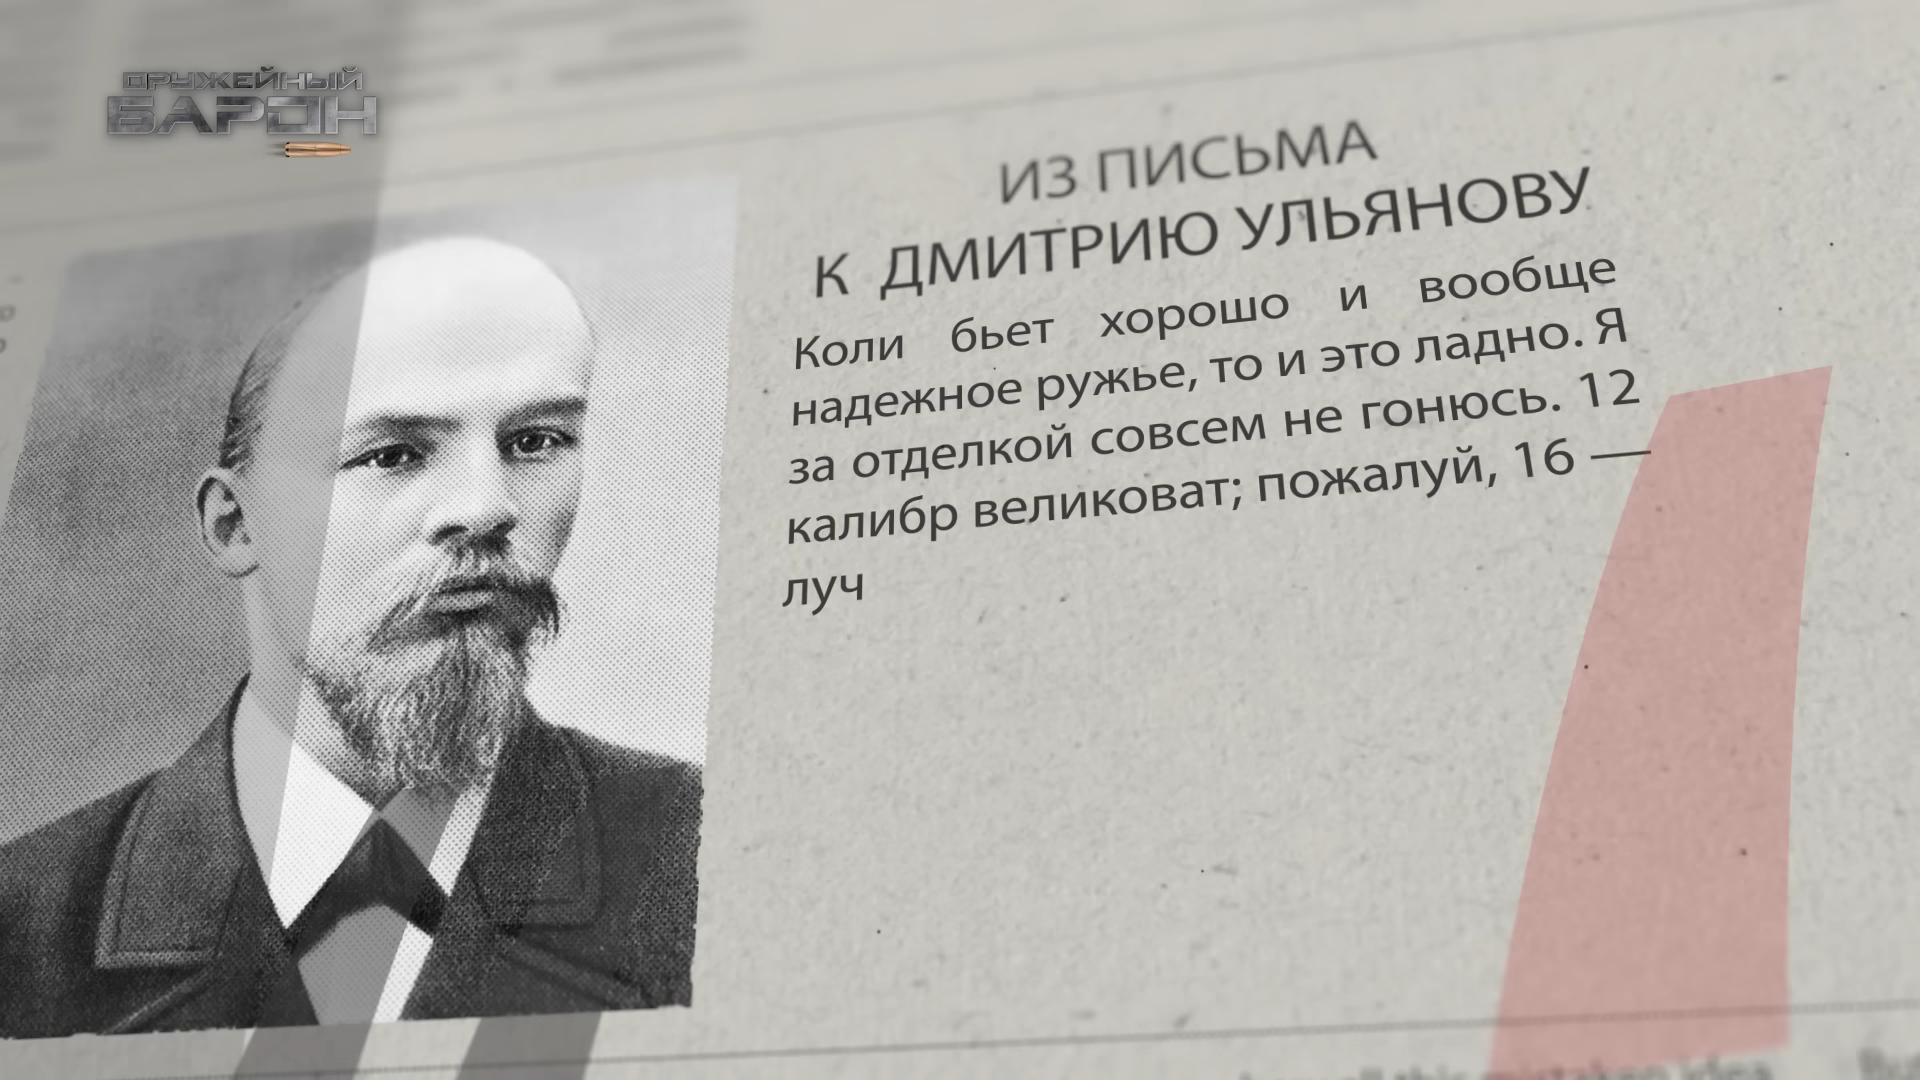 ОРУЖЕЙНЫЙ
БАРОН
ИЗ ПИСЬМА
К ДМИТРИЮ УЛЬЯНОВУ
Коли бьет хорошо и вообще
надежное ружье, то и это ладно. Я
за отделкой совсем не гонюсь. 12
калибр великоват; пожалуй, 16 —
луч